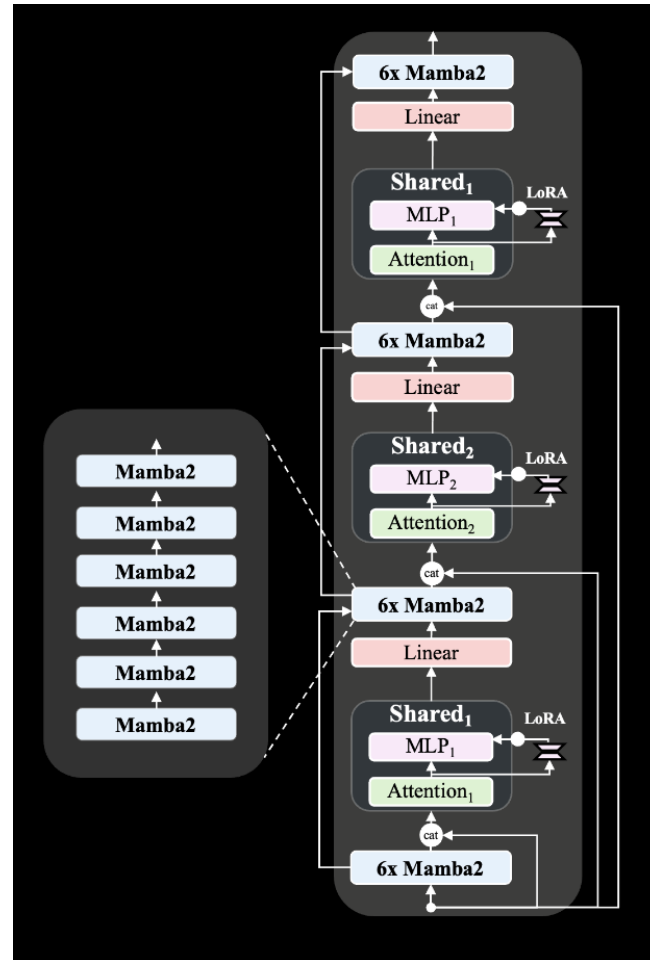 6x Mamba2
Linear
Shared₁
LoRA
MLP₁
Attention₁
cat
6x Mamba2
Linear
Shared₂
LoRA
MLP₂
Attention₂
cat
6x Mamba2
Linear
Shared₁
LoRA
MLP₁
Attention₁
cat
6x Mamba2
Mamba2
Mamba2
Mamba2
Mamba2
Mamba2
Mamba2